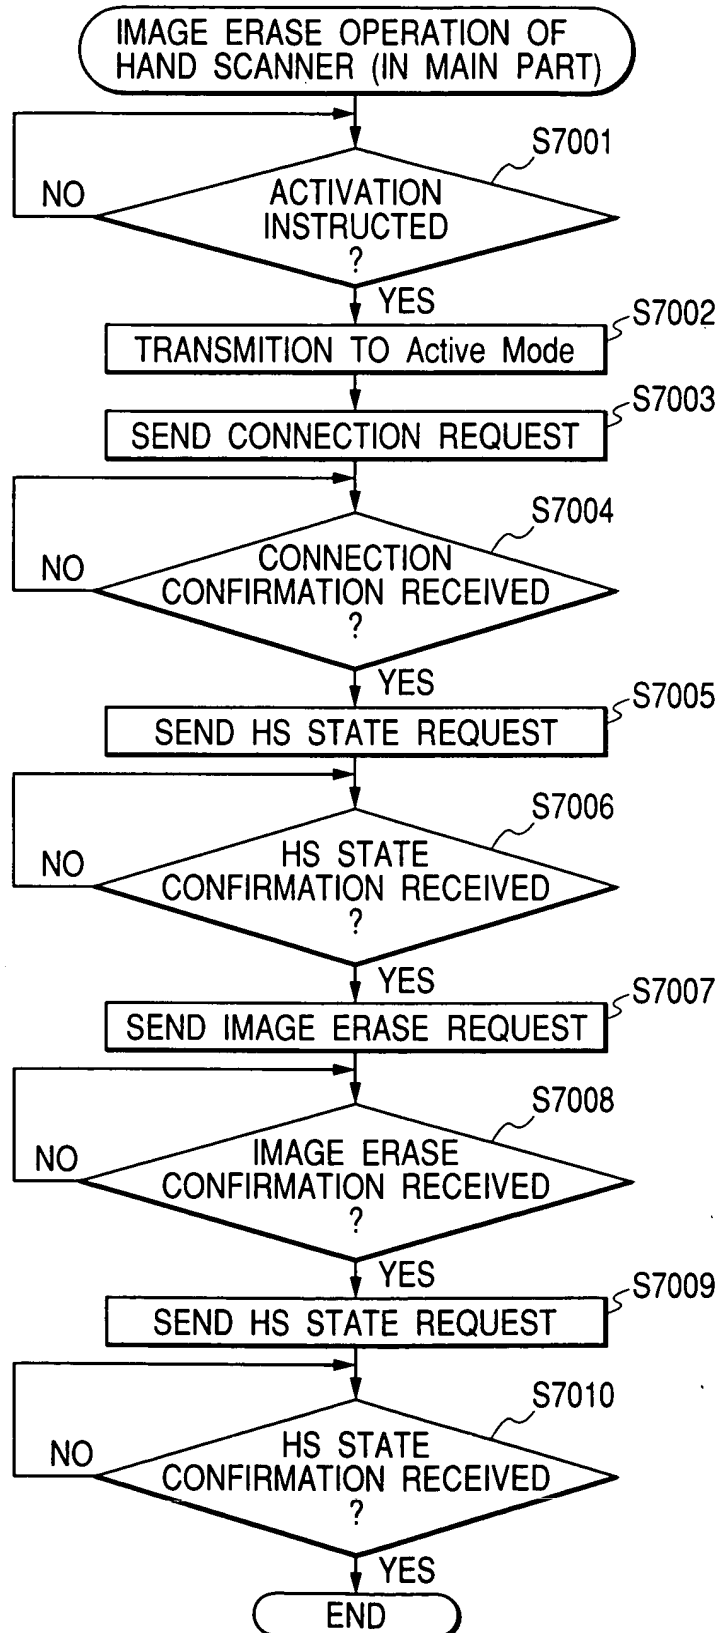 IMAGE ERASE OPERATION OF
HAND SCANNER (IN MAIN PART)
S7001
NO
ACTIVATION
INSTRUCTED
?
YES
S7002
TRANSMITION TO Active Mode
S7003
SEND CONNECTION REQUEST
S7004
NO
CONNECTION
CONFIRMATION RECEIVED
?
YES
S7005
SEND HS STATE REQUEST
S7006
NO
HS STATE
CONFIRMATION RECEIVED
?
YES
S7007
SEND IMAGE ERASE REQUEST
S7008
NO
IMAGE ERASE
CONFIRMATION RECEIVED
?
YES
S7009
SEND HS STATE REQUEST
S7010
NO
HS STATE
CONFIRMATION RECEIVED
?
YES
END